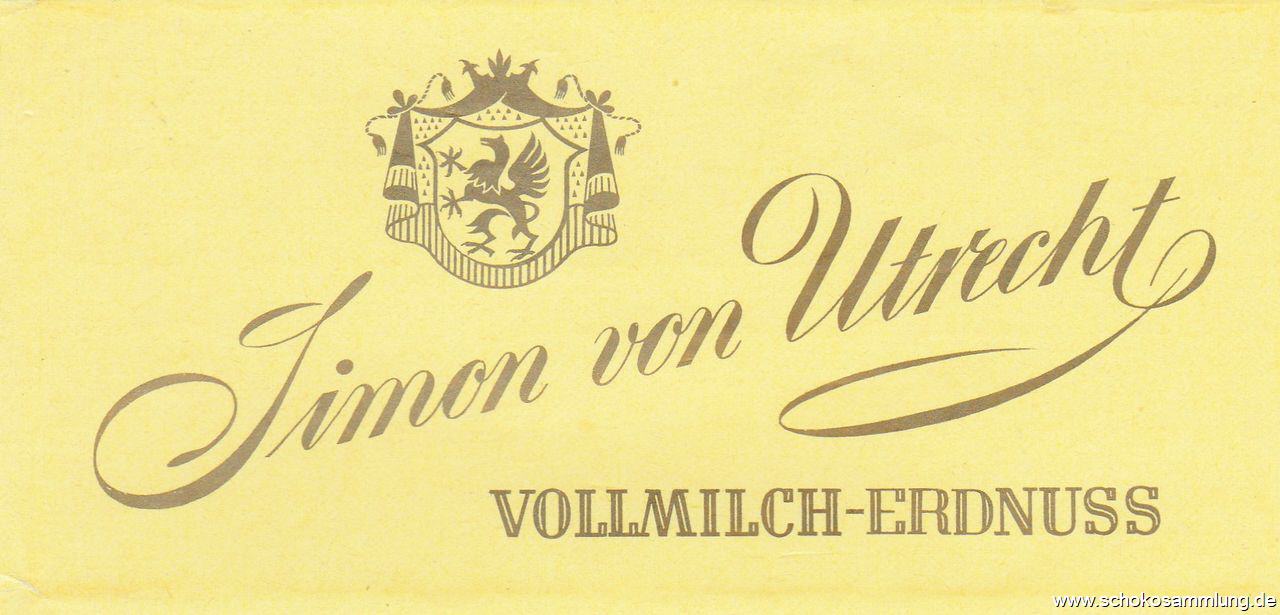 Simon von Utrecht
VOLLMILCH-ERDNUSS
www.schokosammlung.de